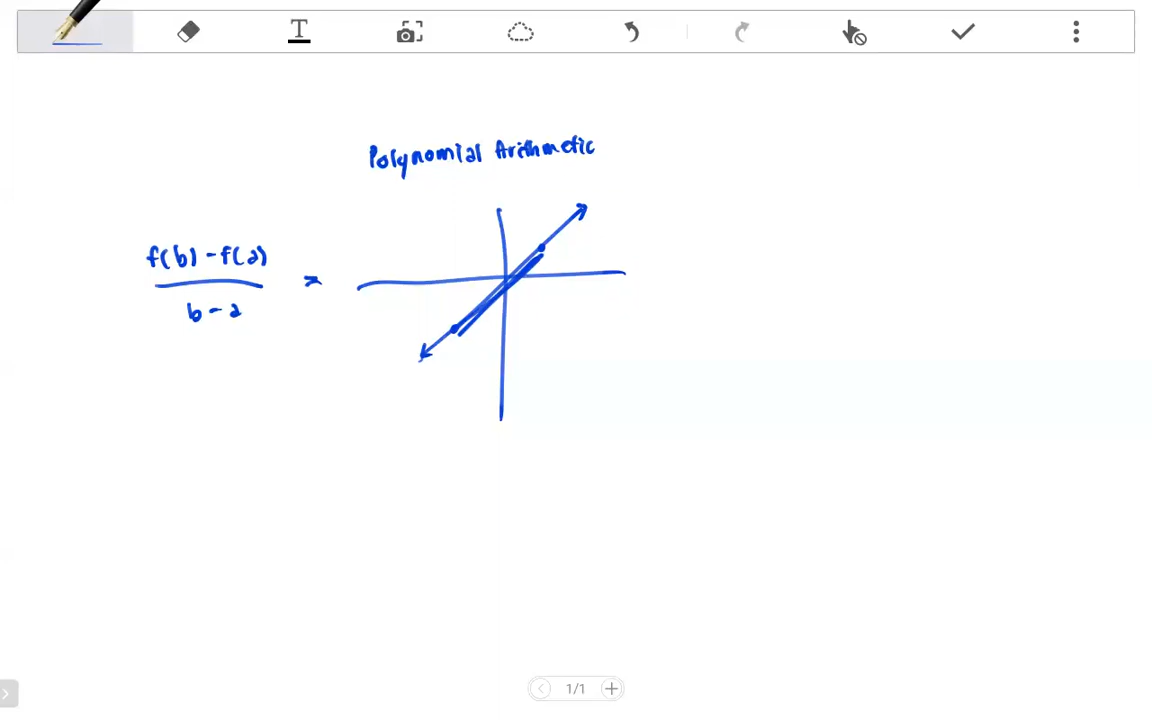 T
Polynomial Arithmetic
f(b) - f(a)
b - a
=
1/1